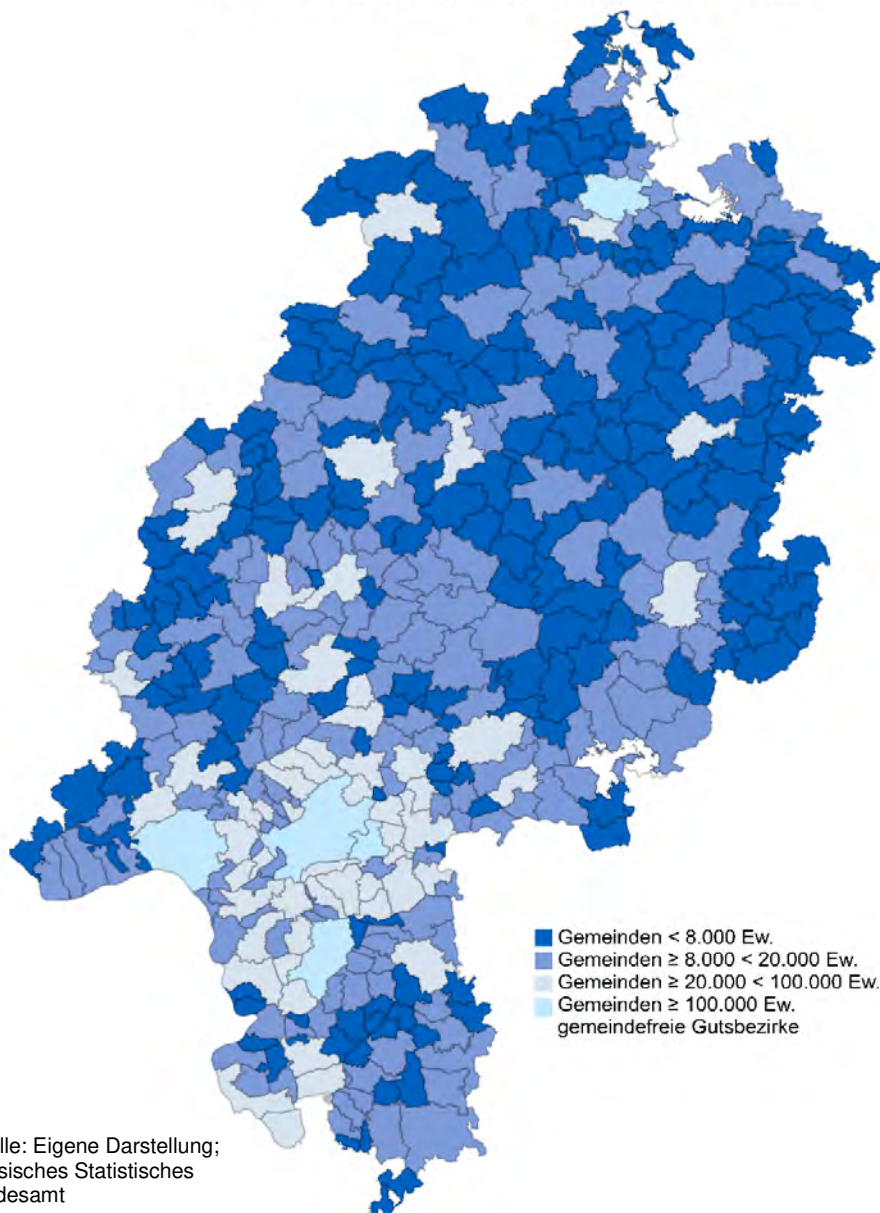 Gemeinden < 8.000 Ew.
Gemeinden ≥ 8.000 < 20.000 Ew.
Gemeinden ≥ 20.000 < 100.000 Ew.
Gemeinden ≥ 100.000 Ew.
gemeindefreie Gutsbezirke
lle: Eigene Darstellung;
sisches Statistisches
desamt